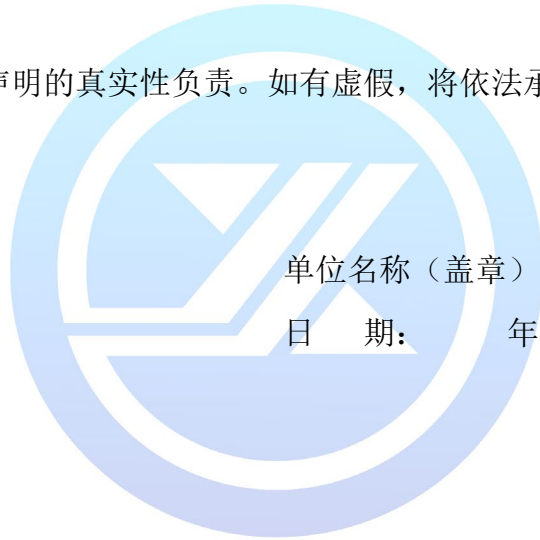 声明的真实性负责。如有虚假，将依法承
单位名称（盖章）
日 期： 年